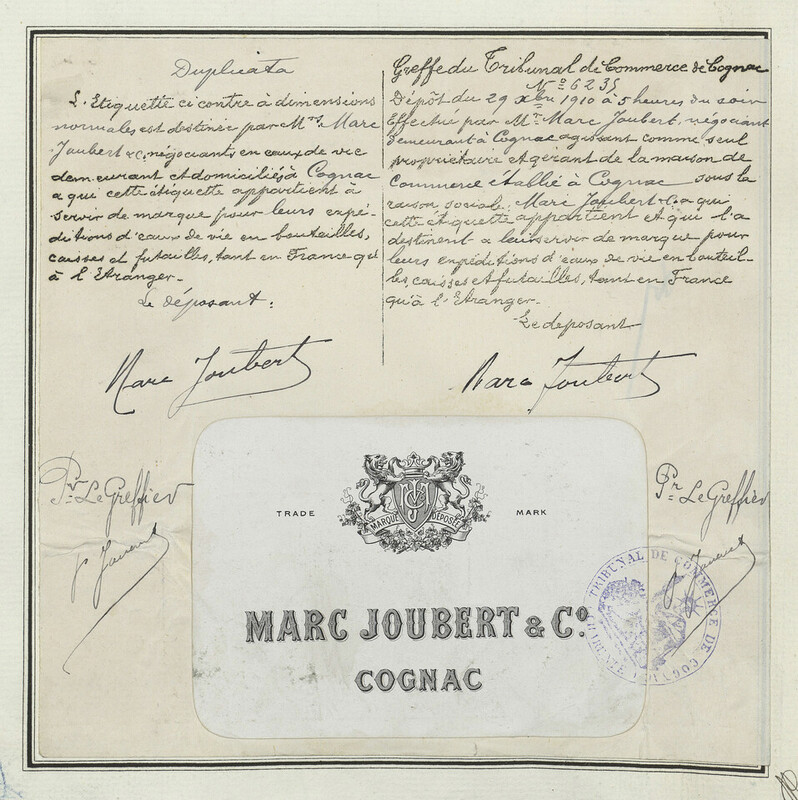 Duplicata
L'Etiquette ci contre à dimensions
normales est destinée par Mrs. Marc
Joubert & C. négociants en eaux de vie
demeurant et domiciliés à Cognac
a qui cette étiquette appartient à
servir de marque pour leurs expé-
ditions d'eaux de vie en bouteilles,
caisses et futailles, tant en France qu'
à l'Etranger.
Le déposant:
Marc Joubert
Greffe du Tribunal de Commerce de Cognac
No 6235
Dépôt du 29 xbre 1910 à 5 heures du soir
Effectué par Mr Marc Joubert, négociant
demeurant à Cognac agissant comme seul
propriétaire et gérant de la maison de
Commerce établie à Cognac sous la
raison sociale: Marc Joubert & C. a qui
cette étiquette appartient et qui l'a
destinent a leur servir de marque pour
leurs expéditions d'eaux de vie en bouteil-
les, caisses et futailles, tant en France
qu'à l'Etranger.
Le deposant
Marc Joubert
Pr Le Greffier
Pr Le Greffier
TRADE MARK
MARQUE DÉPOSÉE
MARC JOUBERT & Co.
COGNAC
TRIBUNAL DE COMMERCE DE COGNAC